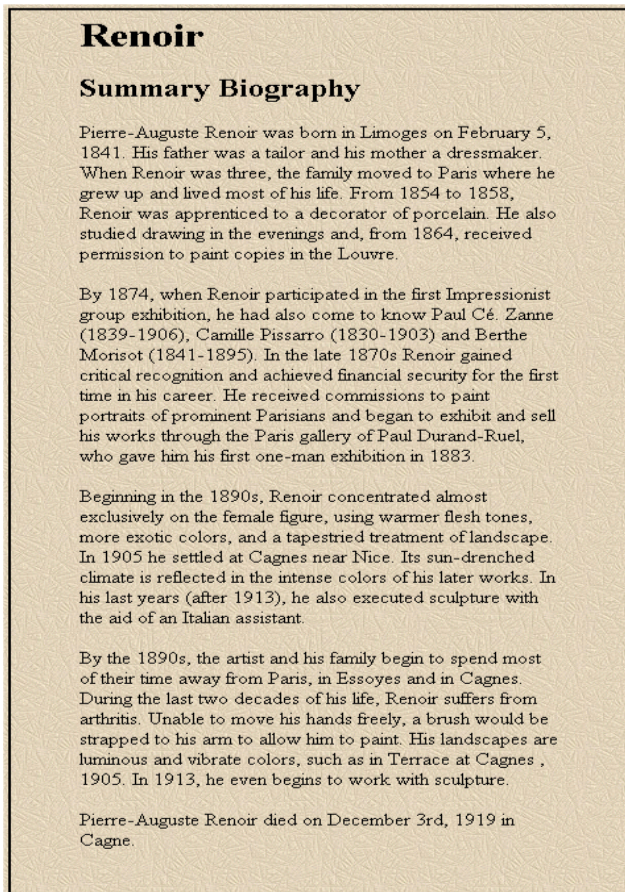 Renoir
Summary Biography
Pierre-Auguste Renoir was born in Limoges on February 5,
1841. His father was a tailor and his mother a dressmaker.
When Renoir was three, the family moved to Paris where he
grew up and lived most of his life. From 1854 to 1858,
Renoir was apprenticed to a decorator of porcelain. He also
studied drawing in the evenings and, from 1864, received
permission to paint copies in the Louvre.
By 1874, when Renoir participated in the first Impressionist
group exhibition, he had also come to know Paul Cé. Zanne
(1839-1906), Camille Pissarro (1830-1903) and Berthe
Morisot (1841-1895). In the late 1870s Renoir gained
critical recognition and achieved financial security for the first
time in his career. He received commissions to paint
portraits of prominent Parisians and began to exhibit and sell
his works through the Paris gallery of Paul Durand-Ruel,
who gave him his first one-man exhibition in 1883.
Beginning in the 1890s, Renoir concentrated almost
exclusively on the female figure, using warmer flesh tones,
more exotic colors, and a tapestried treatment of landscape.
In 1905 he settled at Cagnes near Nice. Its sun-drenched
climate is reflected in the intense colors of his later works. In
his last years (after 1913), he also executed sculpture with
the aid of an Italian assistant.
By the 1890s, the artist and his family begin to spend most
of their time away from Paris, in Essoyes and in Cagnes.
During the last two decades of his life, Renoir suffers from
arthritis. Unable to move his hands freely, a brush would be
strapped to his arm to allow him to paint. His landscapes are
luminous and vibrate colors, such as in Terrace at Cagnes ,
1905. In 1913, he even begins to work with sculpture.
Pierre-Auguste Renoir died on December 3rd, 1919 in
Cagne.